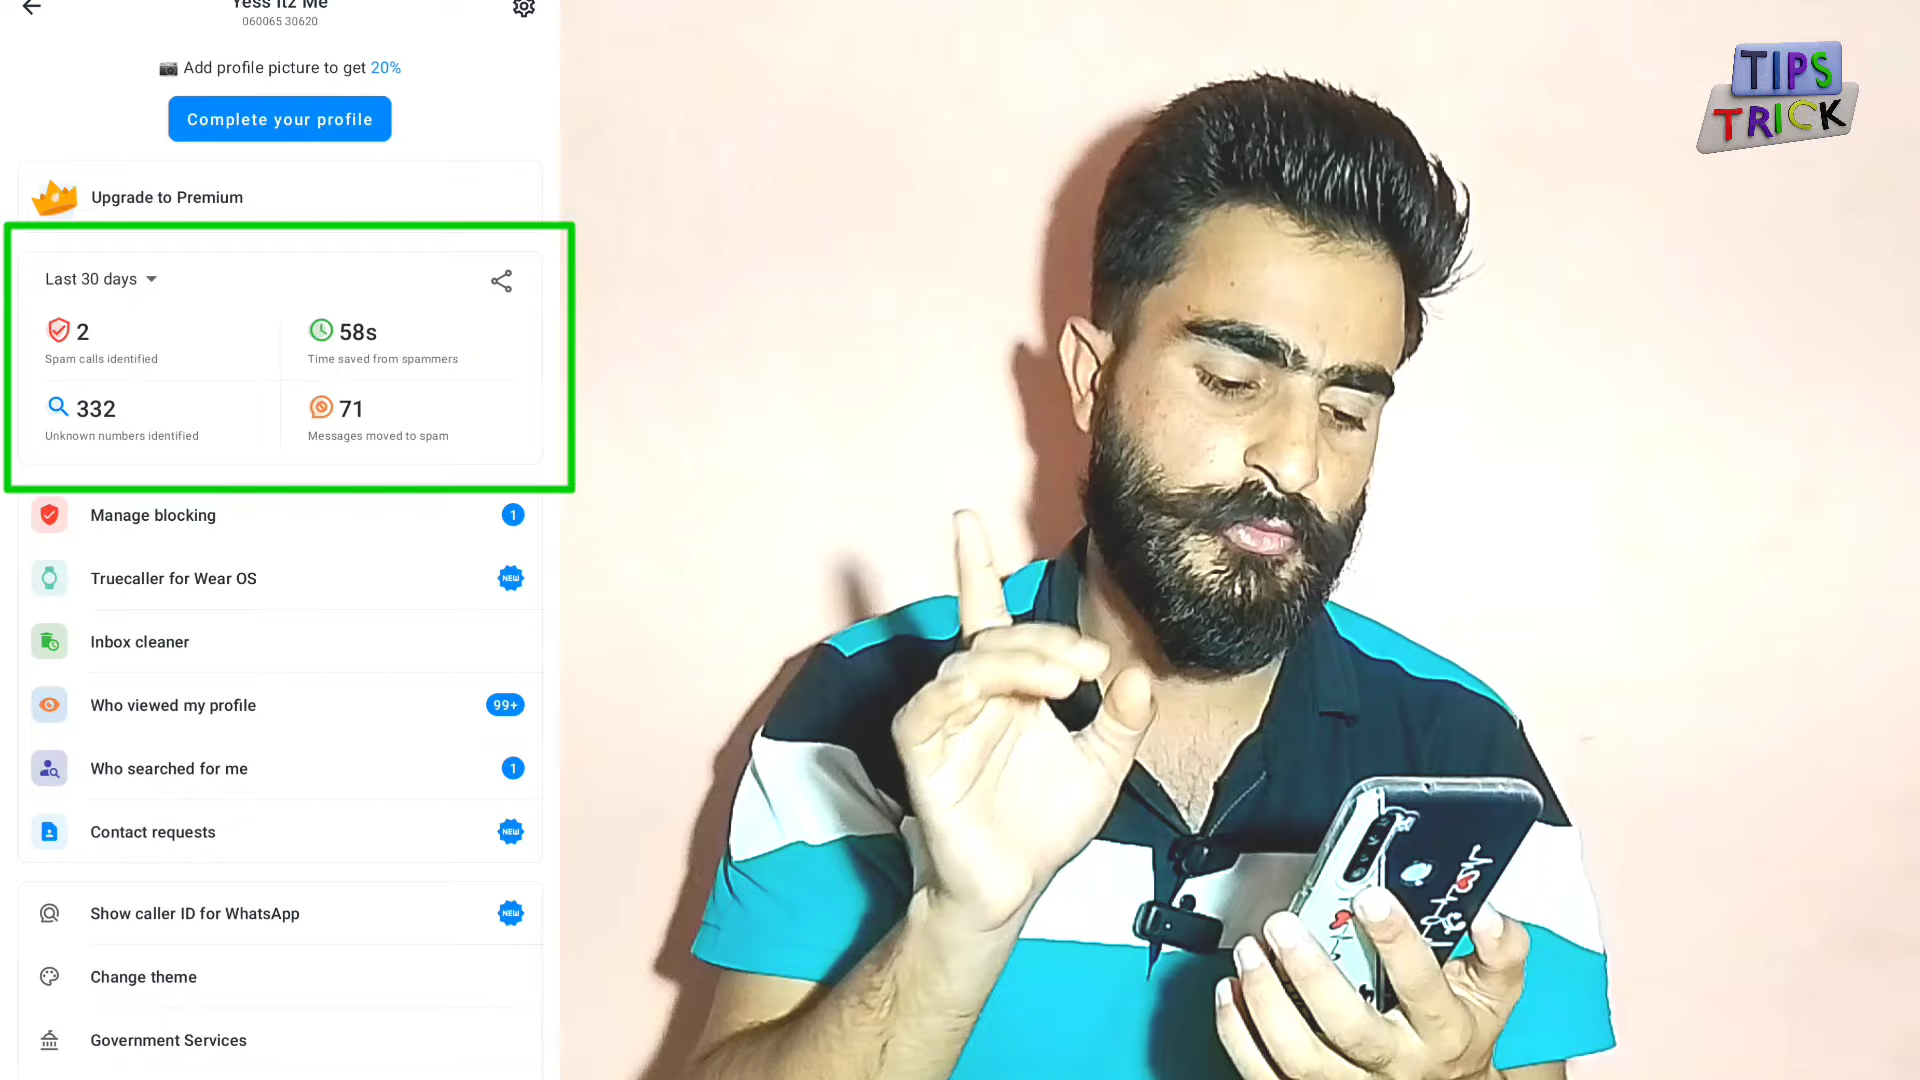 Yess Itz Me
060065 30620
Add profile picture to get 20%
Complete your profile
Upgrade to Premium
Last 30 days
2
Spam calls identified
58s
Time saved from spammers
332
Unknown numbers identified
71
Messages moved to spam
Manage blocking
1
Truecaller for Wear OS
NEW
Inbox cleaner
Who viewed my profile
99+
Who searched for me
1
Contact requests
NEW
Show caller ID for WhatsApp
NEW
Change theme
Government Services
TIPS
TRICK